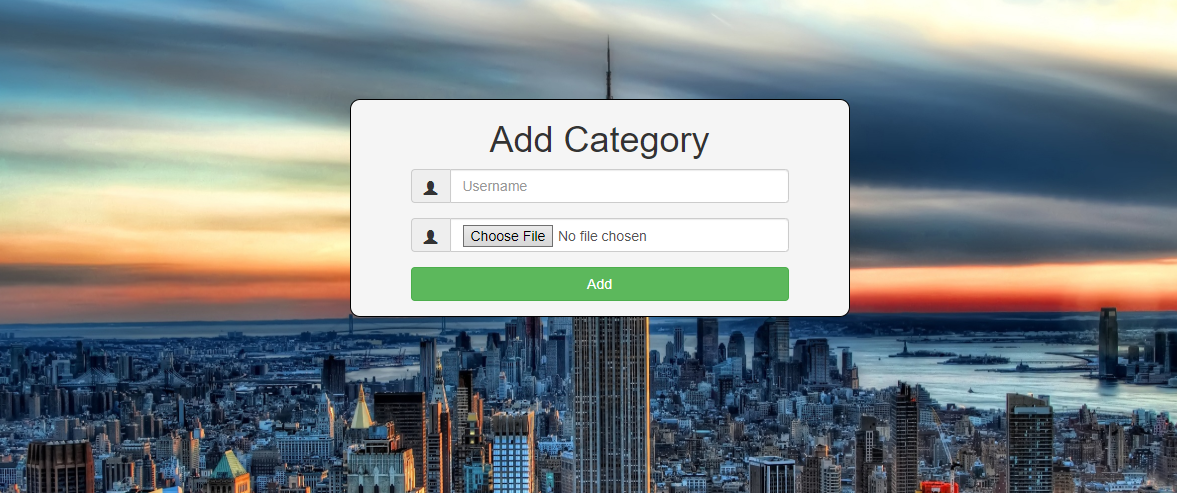 Add Category
Username
Choose File No file chosen
Add